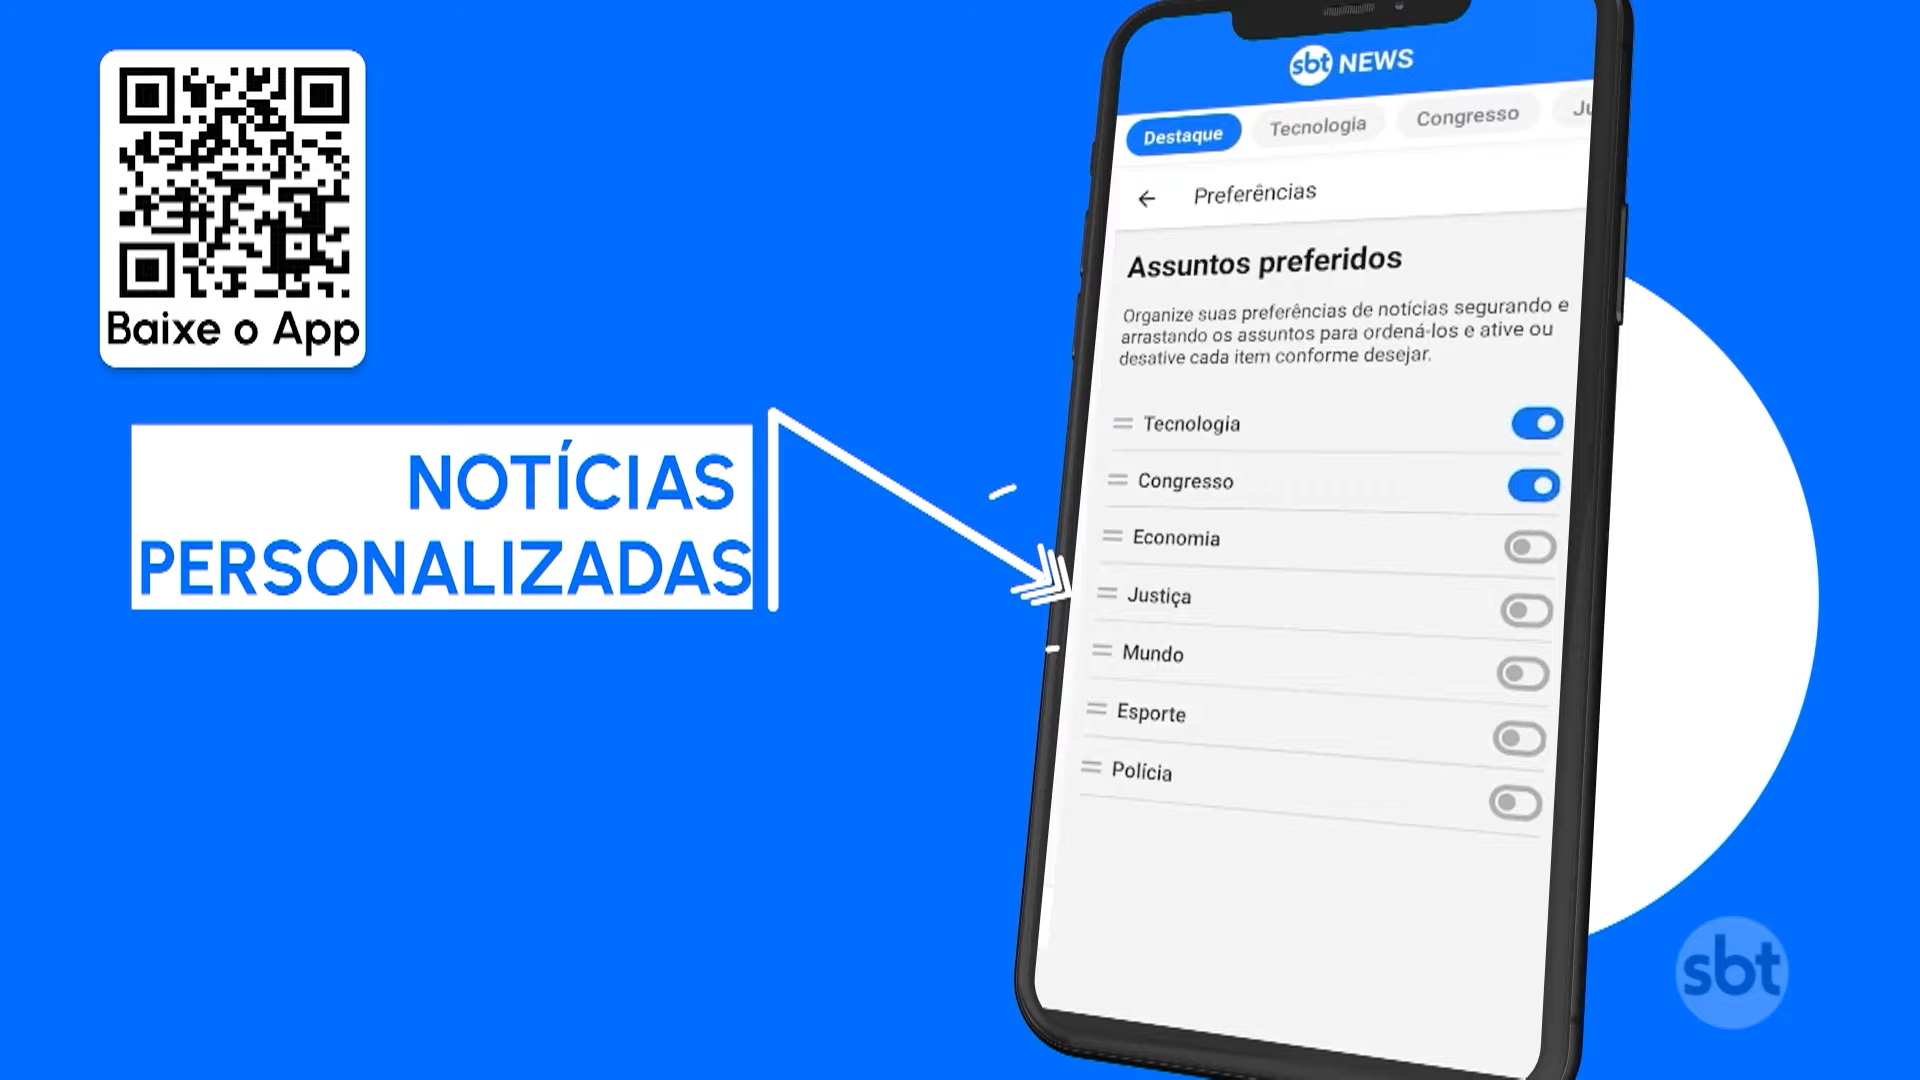 Baixe o App
NOTÍCIAS
PERSONALIZADAS
sbt NEWS
Destaque Tecnologia Congresso Ju
Preferências
Assuntos preferidos
Organize suas preferências de notícias segurando e
arrastando os assuntos para ordená-los e ative ou
desative cada item conforme desejar.
Tecnologia
Congresso
Economia
Justiça
Mundo
Esporte
Polícia
sbt